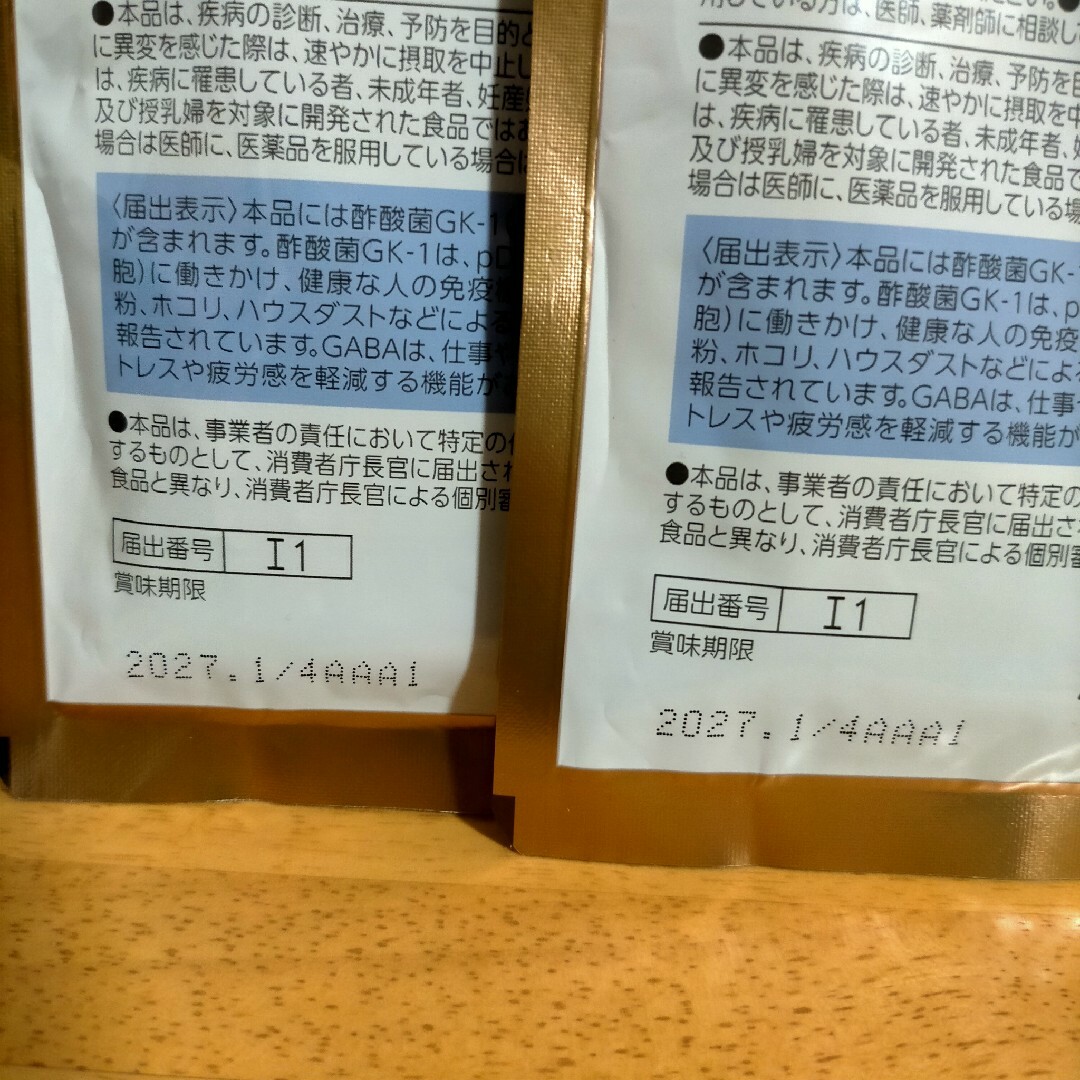 ●本品は、疾病の診断、治療、予防を目的と
に異変を感じた際は、速やかに摂取を中止し
は、疾病に罹患している者、未成年者、妊産
及び授乳婦を対象に開発された食品ではあ
場合は医師に、医薬品を服用している場合
〈届出表示〉本品には酢酸菌GK-1
が含まれます。酢酸菌GK-1は、pD
胞)に働きかけ、健康な人の免疫
粉、ホコリ、ハウスダストなどによる
報告されています。GABAは、仕事や
トレスや疲労感を軽減する機能が
●本品は、事業者の責任において特定の
するものとして、消費者庁長官に届出され
食品と異なり、消費者庁長官による個別審
届出番号 I1
賞味期限
2027.1/4AAA1
用している方は、医師、薬剤師に相談し
●本品は、疾病の診断、治療、予防を目
に異変を感じた際は、速やかに摂取を中
は、疾病に罹患している者、未成年者、
及び授乳婦を対象に開発された食品で
場合は医師に、医薬品を服用している場
〈届出表示〉本品には酢酸菌GK-
が含まれます。酢酸菌GK-1は、p
胞)に働きかけ、健康な人の免疫
粉、ホコリ、ハウスダストなどによ
報告されています。GABAは、仕事
トレスや疲労感を軽減する機能が
●本品は、事業者の責任において特定の
するものとして、消費者庁長官に届出さ
食品と異なり、消費者庁長官による個別審
届出番号 I1
賞味期限
2027.1/4AAA1